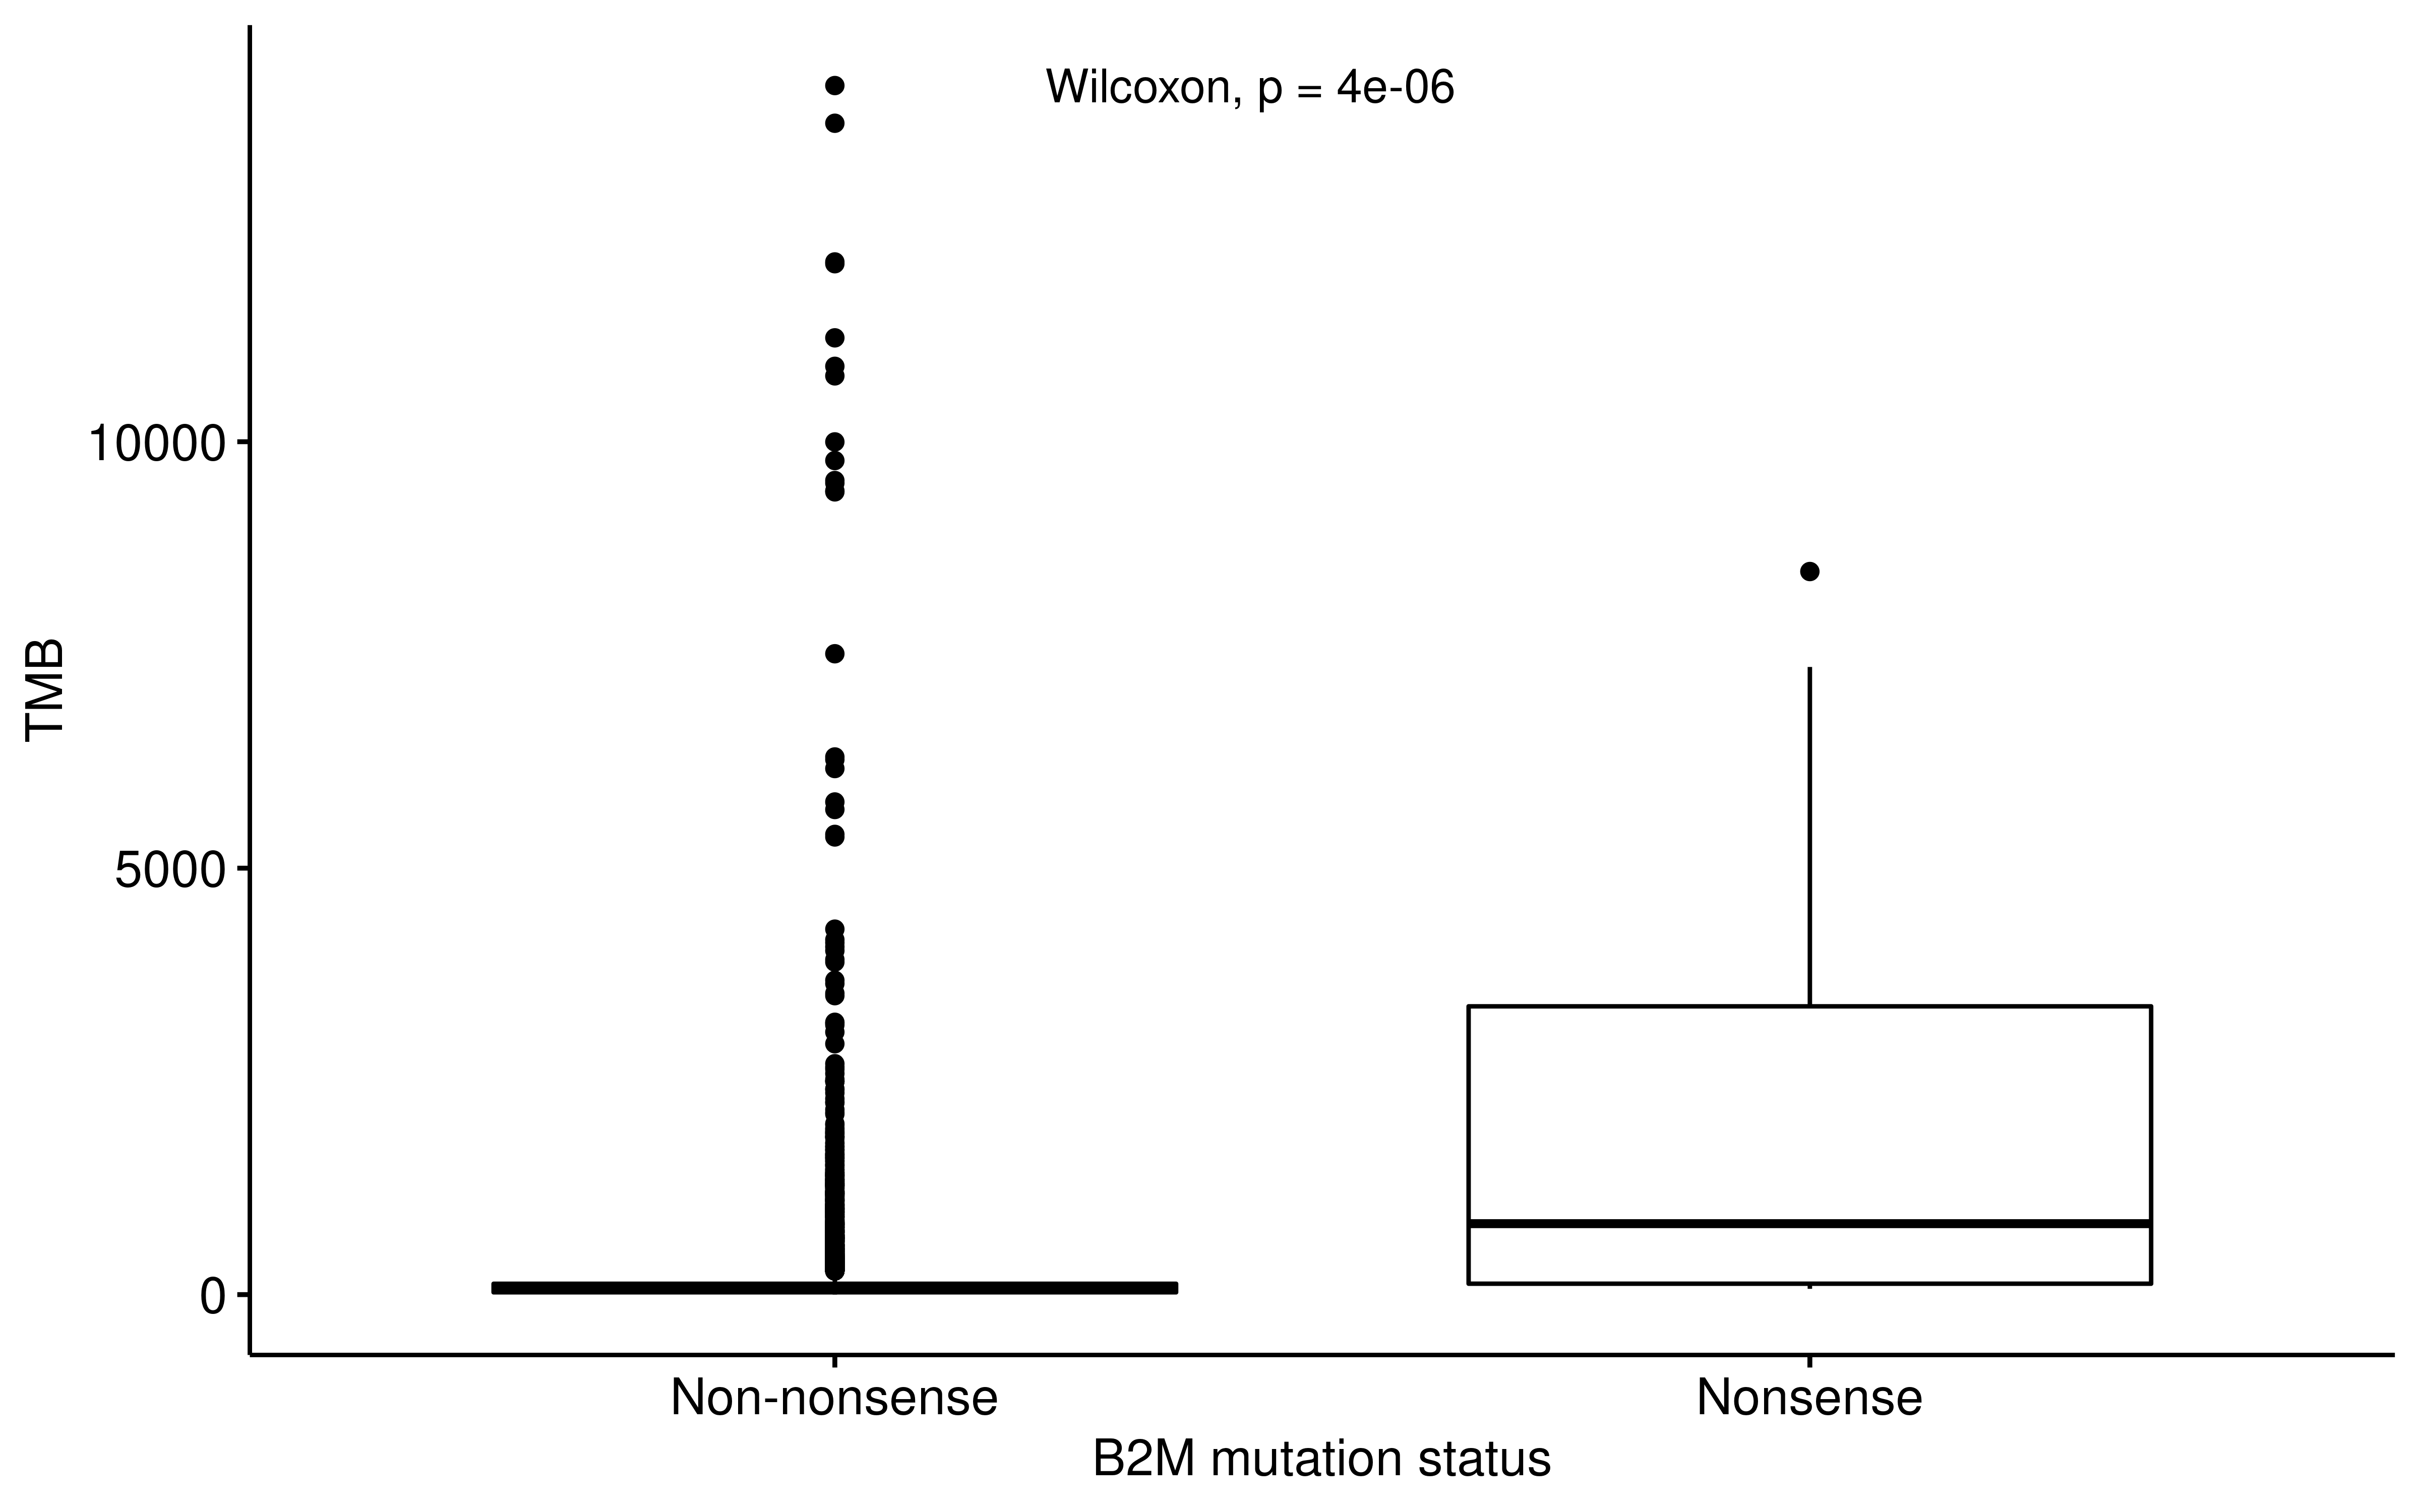 Wilcoxon, p = 4e-06
TMB
10000
5000
0
Non-nonsense
Nonsense
B2M mutation status